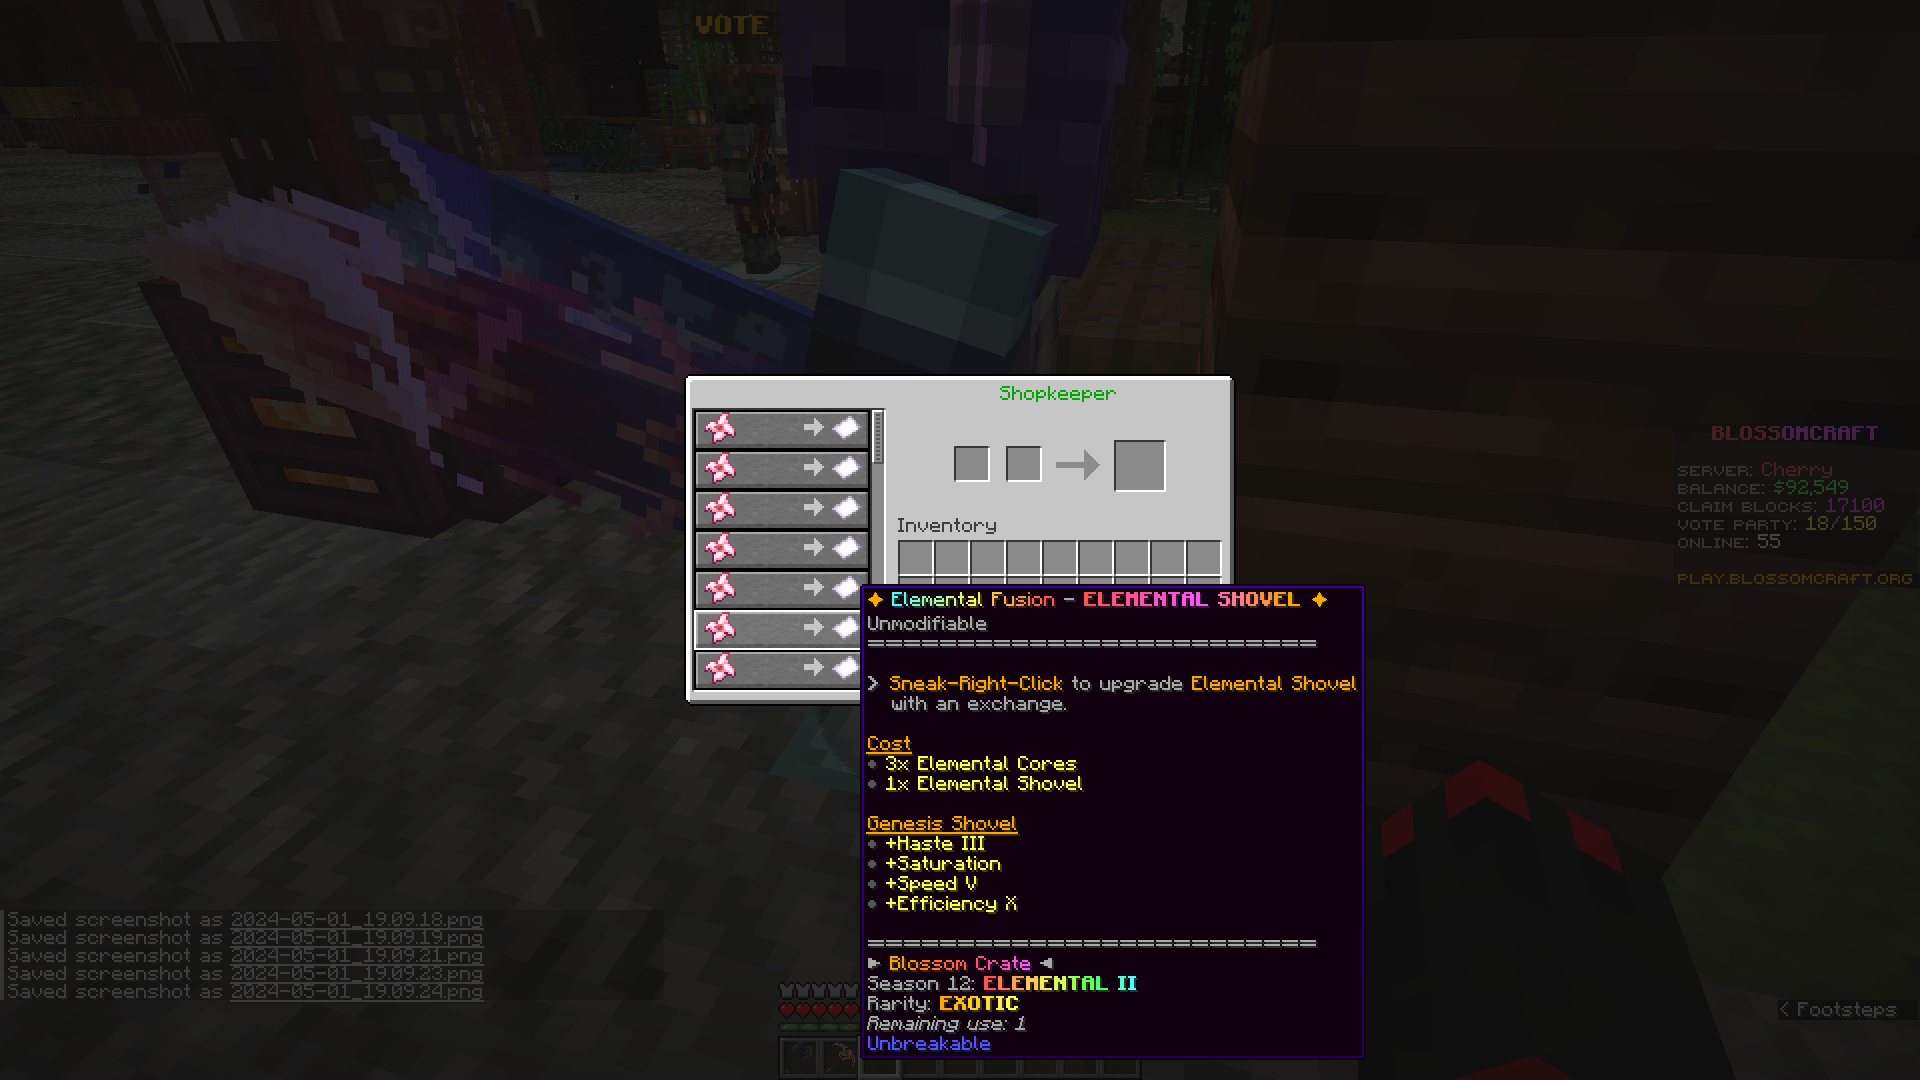 VOTE
Shopkeeper
Inventory
✦ Elemental Fusion - ELEMENTAL SHOVEL ✦
Unmodifiable
> Sneak-Right-Click to upgrade Elemental Shovel
with an exchange.
Cost
• 3x Elemental Cores
• 1x Elemental Shovel
Genesis Shovel
• +Haste III
• +Saturation
• +Speed V
• +Efficiency X
► Blossom Crate ◄
Season 12: ELEMENTAL II
Rarity: EXOTIC
Remaining use: 1
Unbreakable
BLOSSOMCRAFT
SERVER: Cherry
BALANCE: $92,549
CLAIM BLOCKS: 17100
VOTE PARTY: 18/150
ONLINE: 55
PLAY.BLOSSOMCRAFT.ORG
Saved screenshot as 2024-05-01_19.09.18.png
Saved screenshot as 2024-05-01_19.09.19.png
Saved screenshot as 2024-05-01_19.09.21.png
Saved screenshot as 2024-05-01_19.09.23.png
Saved screenshot as 2024-05-01_19.09.24.png
< Footsteps